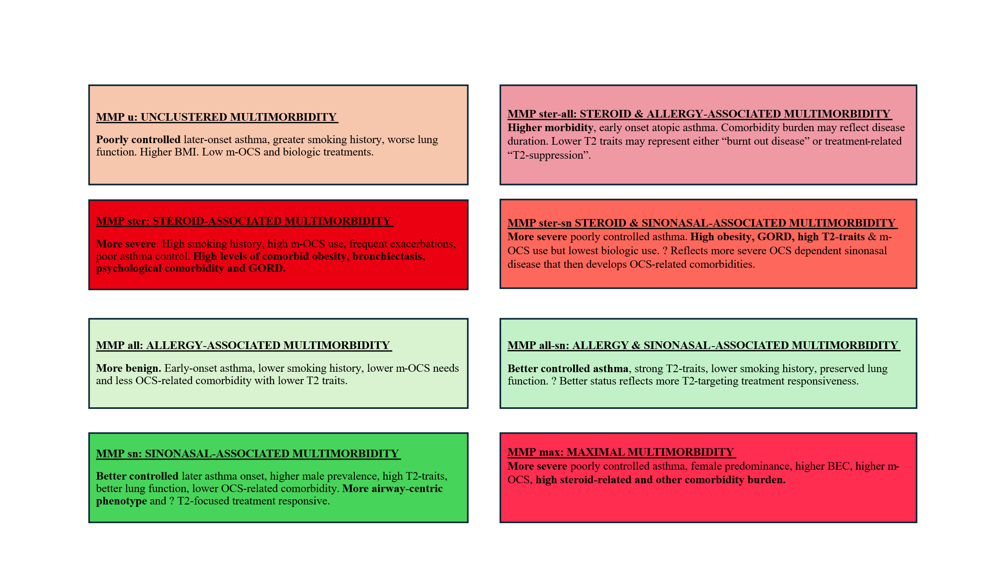 MMP u: UNCLUSTERED MULTIMORBIDITY
Poorly controlled later-onset asthma, greater smoking history, worse lung
function. Higher BMI. Low m-OCS and biologic treatments.
MMP ster-all: STEROID & ALLERGY-ASSOCIATED MULTIMORBIDITY
Higher morbidity, early onset atopic asthma. Comorbidity burden may reflect disease
duration. Lower T2 traits may represent either “burnt out disease” or treatment-related
“T2-suppression”.
MMP ster: STEROID-ASSOCIATED MULTIMORBIDITY
More severe. High smoking history, high m-OCS use, frequent exacerbations,
poor asthma control. High levels of comorbid obesity, bronchiectasis,
psychological comorbidity and GORD.
MMP ster-sn STEROID & SINONASAL-ASSOCIATED MULTIMORBIDITY
More severe poorly controlled asthma. High obesity, GORD, high T2-traits & m-
OCS use but lowest biologic use. ? Reflects more severe OCS dependent sinonasal
disease that then develops OCS-related comorbidities.
MMP all: ALLERGY-ASSOCIATED MULTIMORBIDITY
More benign. Early-onset asthma, lower smoking history, lower m-OCS needs
and less OCS-related comorbidity with lower T2 traits.
MMP all-sn: ALLERGY & SINONASAL-ASSOCIATED MULTIMORBIDITY
Better controlled asthma, strong T2-traits, lower smoking history, preserved lung
function. ? Better status reflects more T2-targeting treatment responsiveness.
MMP sn: SINONASAL-ASSOCIATED MULTIMORBIDITY
Better controlled later asthma onset, higher male prevalence, high T2-traits,
better lung function, lower OCS-related comorbidity. More airway-centric
phenotype and ? T2-focused treatment responsive.
MMP max: MAXIMAL MULTIMORBIDITY
More severe poorly controlled asthma, female predominance, higher BEC, higher m-
OCS, high steroid-related and other comorbidity burden.